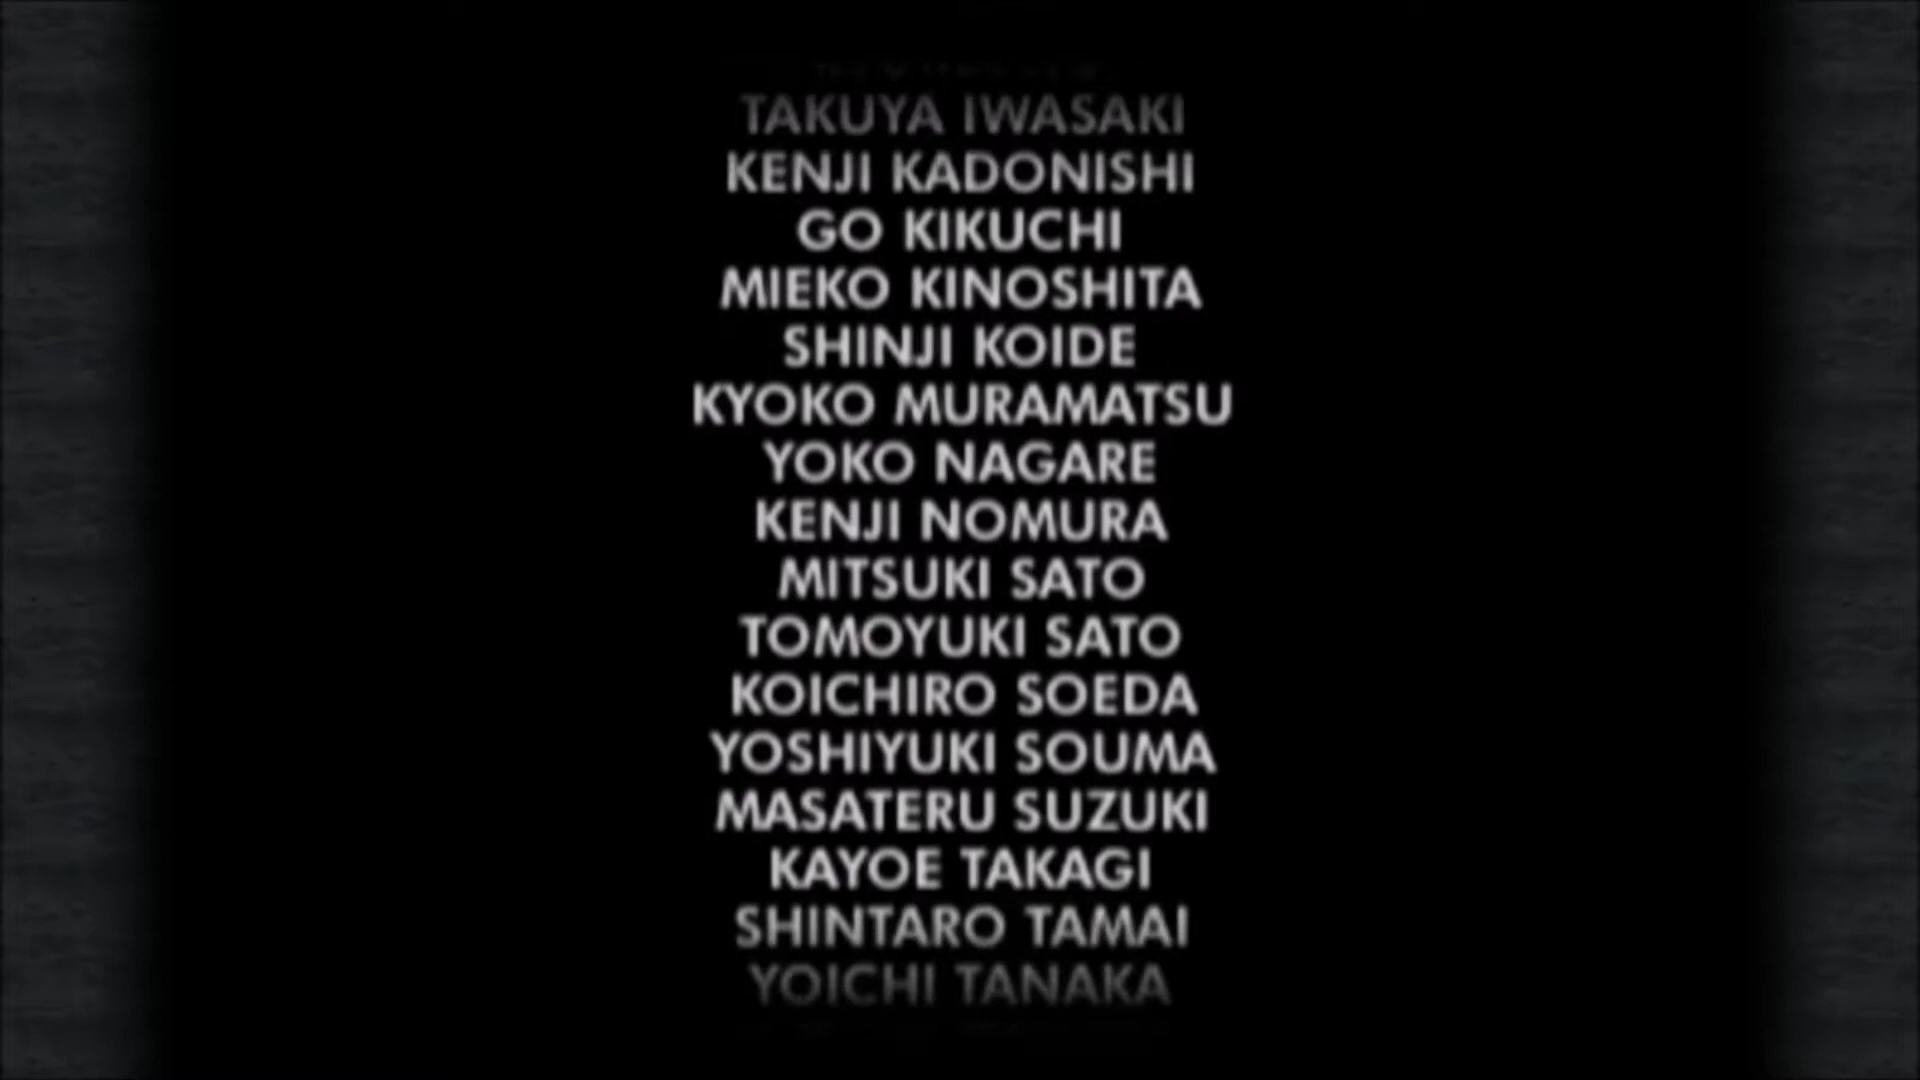 TAKUYA IWASAKI
KENJI KADONISHI
GO KIKUCHI
MIEKO KINOSHITA
SHINJI KOIDE
KYOKO MURAMATSU
YOKO NAGARE
KENJI NOMURA
MITSUKI SATO
TOMOYUKI SATO
KOICHIRO SOEDA
YOSHIYUKI SOUMA
MASATERU SUZUKI
KAYOE TAKAGI
SHINTARO TAMAI
YOICHI TANAKA